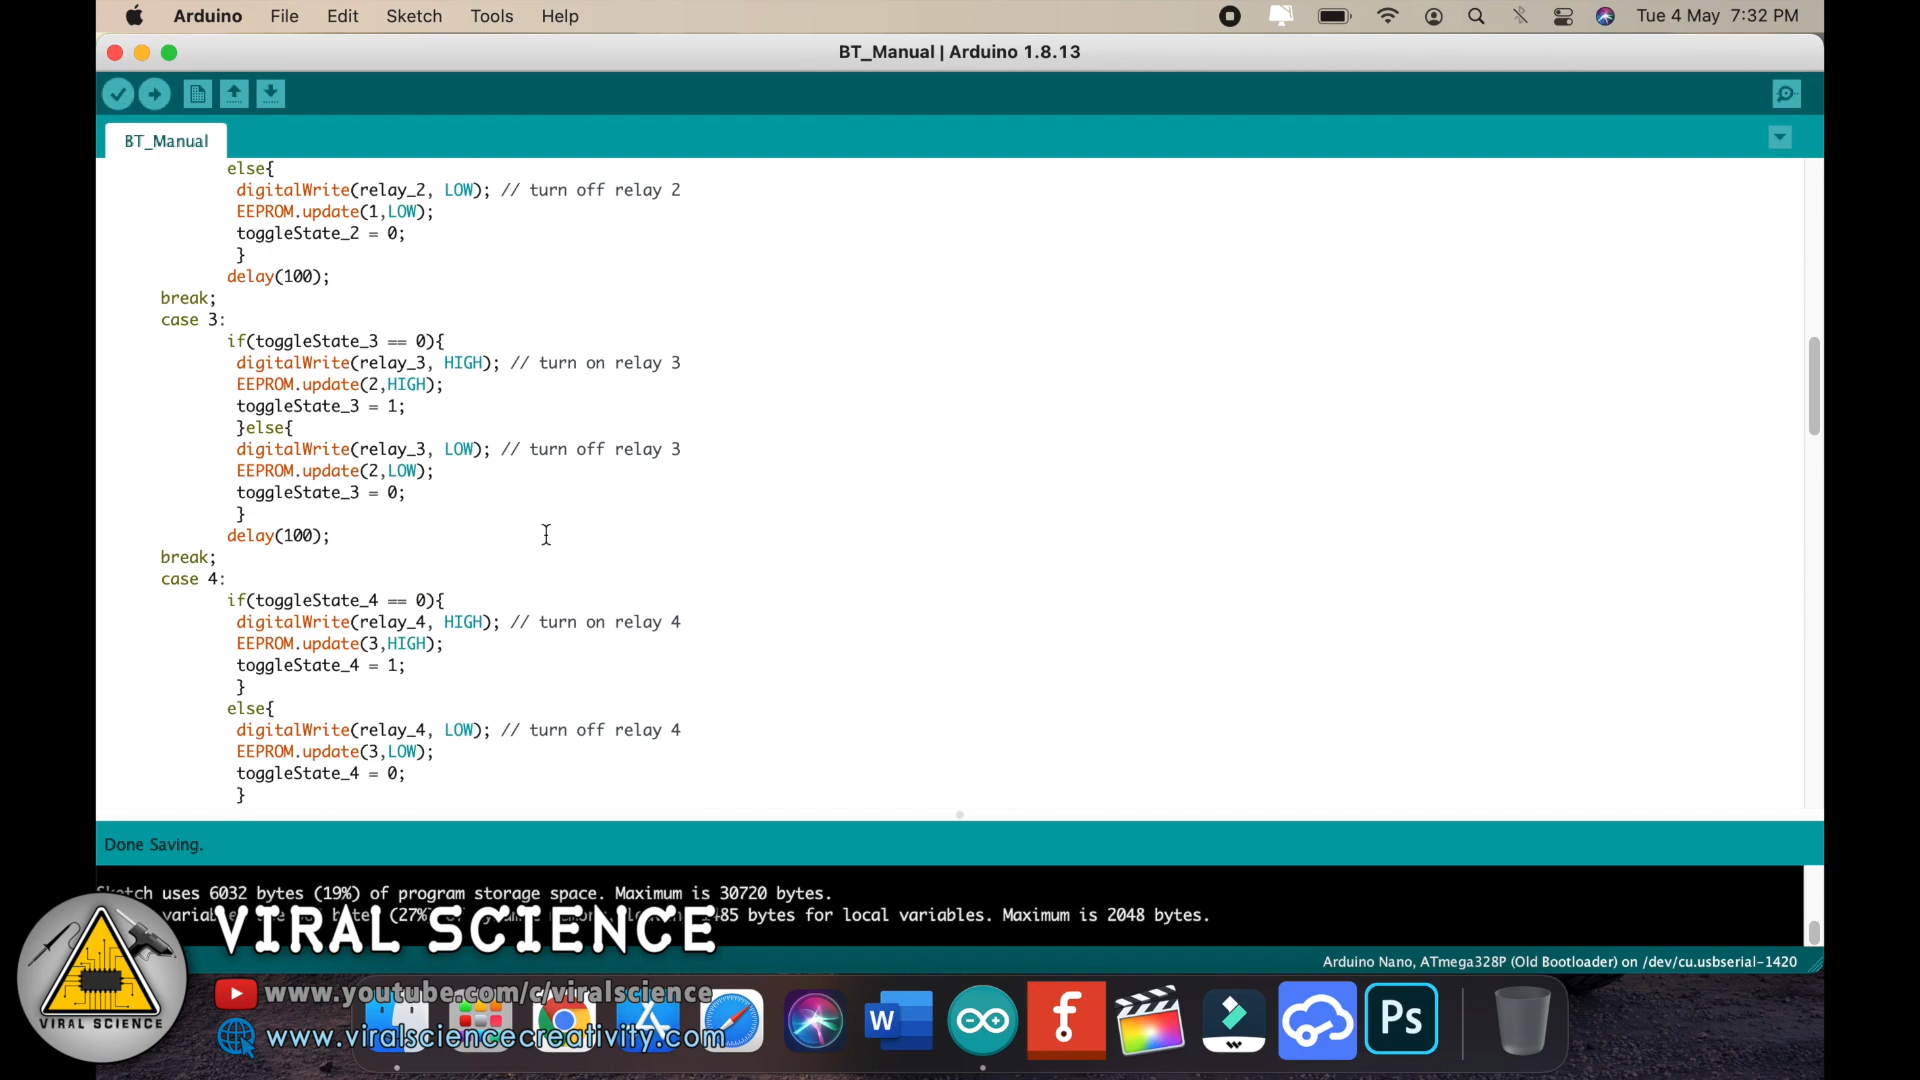 Arduino File Edit Sketch Tools Help Tue 4 May 7:32 PM
BT_Manual | Arduino 1.8.13
BT_Manual
else{
digitalWrite(relay_2, LOW); // turn off relay 2
EEPROM.update(1,LOW);
toggleState_2 = 0;
}
delay(100);
break;
case 3:
if(toggleState_3 == 0){
digitalWrite(relay_3, HIGH); // turn on relay 3
EEPROM.update(2,HIGH);
toggleState_3 = 1;
}else{
digitalWrite(relay_3, LOW); // turn off relay 3
EEPROM.update(2,LOW);
toggleState_3 = 0;
}
delay(100);
break;
case 4:
if(toggleState_4 == 0){
digitalWrite(relay_4, HIGH); // turn on relay 4
EEPROM.update(3,HIGH);
toggleState_4 = 1;
}
else{
digitalWrite(relay_4, LOW); // turn off relay 4
EEPROM.update(3,LOW);
toggleState_4 = 0;
}
Done Saving.
Sketch uses 6032 bytes (19%) of program storage space. Maximum is 30720 bytes.
(27%) bytes for local variables. Maximum is 2048 bytes.
VIRAL SCIENCE
Arduino Nano, ATmega328P (Old Bootloader) on /dev/cu.usbserial-1420
www.youtube.com/c/viralscience
www.viralsciencecreativity.com
VIRAL SCIENCE
W
f
Ps